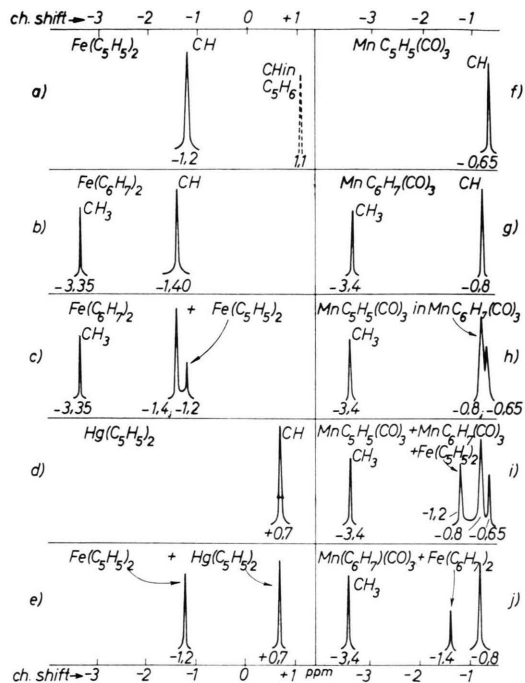 ch. shift→ -3 -2 -1 0 +1 -3 -2 -1
Fe(C5H5)2 MnC5H5(CO)3
a) CH CH in C5H6 CH f)
-1,2 1,1 -0,65
Fe(C6H7)2 MnC6H7(CO)3
b) CH3 CH CH3 CH g)
-3,35 -1,40 -3,4 -0,8
Fe(C6H7)2 + Fe(C5H5)2 MnC5H5(CO)3 in MnC6H7(CO)3
c) CH3 CH3 h)
-3,35 -1,4, -1,2 -3,4 -0,8, -0,65
Hg(C5H5)2 MnC5H5(CO)3 + MnC6H7(CO)3
+Fe(C5H5)2
d) CH CH3 i)
+0,7 -3,4 -1,2 -0,8 -0,65
Fe(C5H5)2 + Hg(C5H5)2 Mn(C6H7)(CO)3 + Fe(C6H7)2
e) CH3 j)
-1,2 +0,7 -3,4 -1,4 -0,8
ch. shift→ -3 -2 -1 0 +1 ppm -3 -2 -1